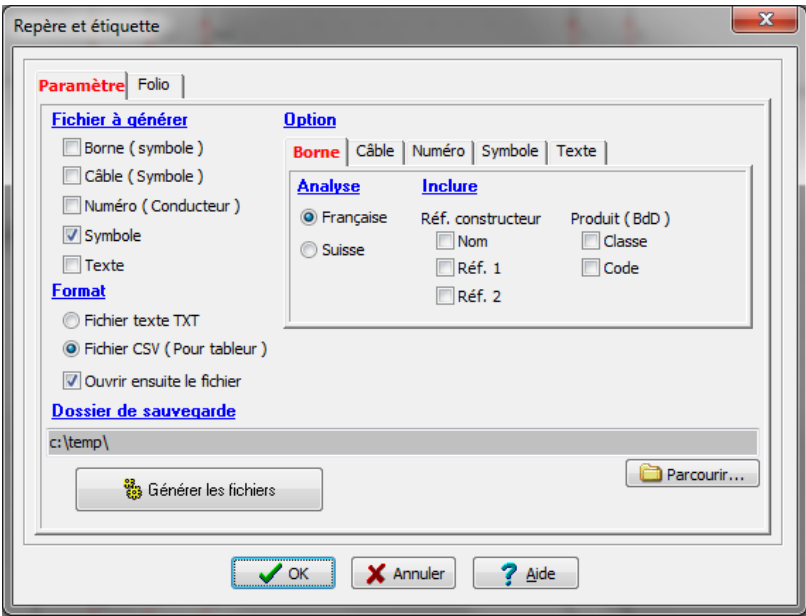 Repère et étiquette
Paramètre Folio
Fichier à générer
Borne ( symbole )
Câble ( Symbole )
Numéro ( Conducteur )
Symbole
Texte
Format
Fichier texte TXT
Fichier CSV ( Pour tableur )
Ouvrir ensuite le fichier
Option
Borne Câble Numéro Symbole Texte
Analyse
Française
Suisse
Inclure
Réf. constructeur
Nom
Réf. 1
Réf. 2
Produit ( BdD )
Classe
Code
Dossier de sauvegarde
c:\temp\
Générer les fichiers
Parcourir...
OK Annuler Aide